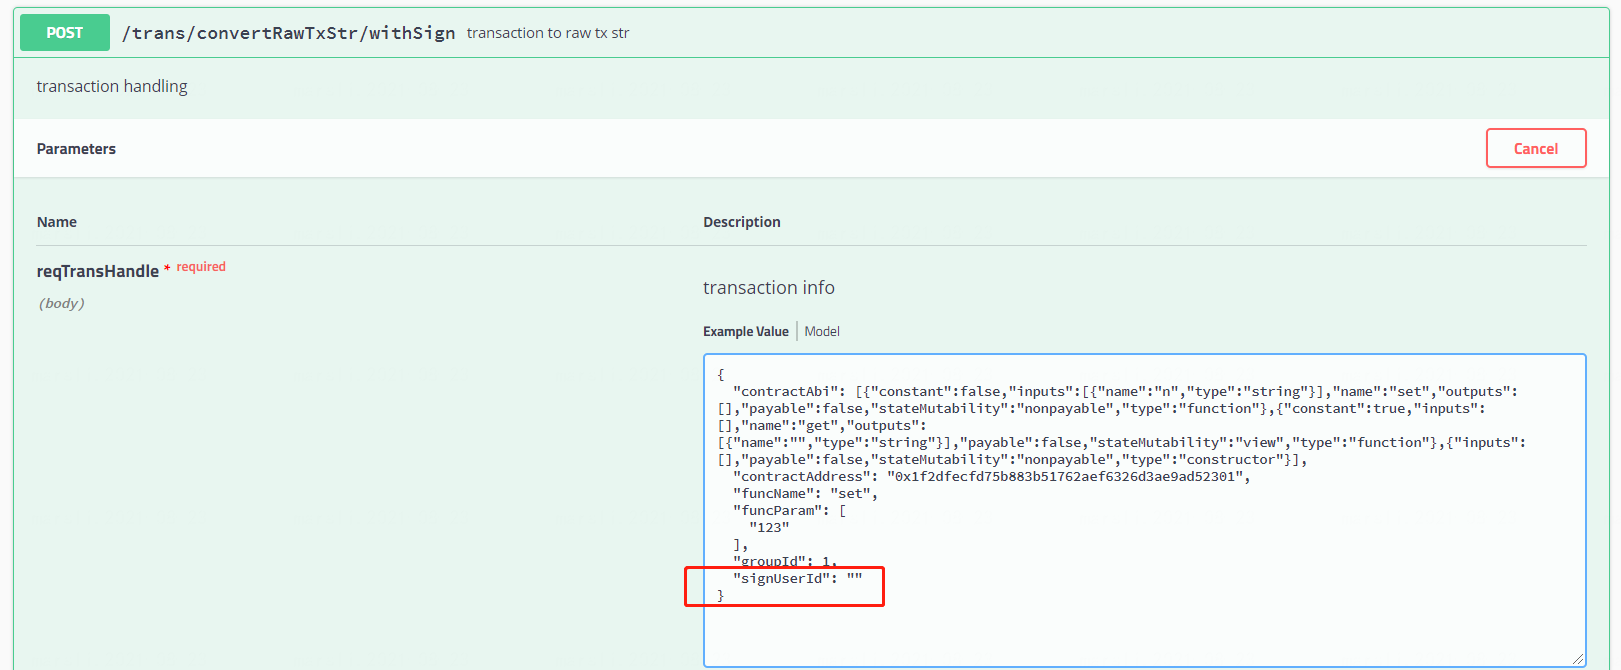 POST /trans/convertRawTxStr/withSign transaction to raw tx str
transaction handling
Parameters
Cancel
Name
Description
reqTransHandle * required
(body)
transaction info
Example Value | Model
{
"contractAbi": [{"constant":false,"inputs":[{"name":"n","type":"string"}],"name":"set","outputs":
[],"payable":false,"stateMutability":"nonpayable","type":"function"},{"constant":true,"inputs":
[],"name":"get","outputs":
[{"name":"","type":"string"}],"payable":false,"stateMutability":"view","type":"function"},{"inputs":
[],"payable":false,"stateMutability":"nonpayable","type":"constructor"}],
"contractAddress": "0x1f2dfecfd75b883b51762aef6326d3ae9ad52301",
"funcName": "set",
"funcParam": [
"123"
],
"groupId": 1,
"signUserId": ""
}